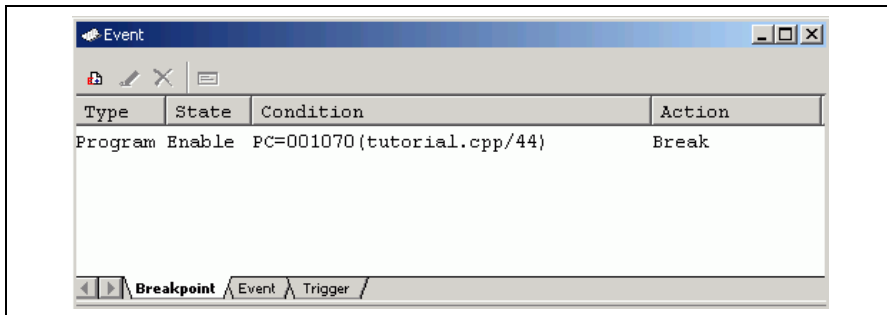 Event
Type State Condition Action
Program Enable PC=001070(tutorial.cpp/44) Break
Breakpoint Event Trigger